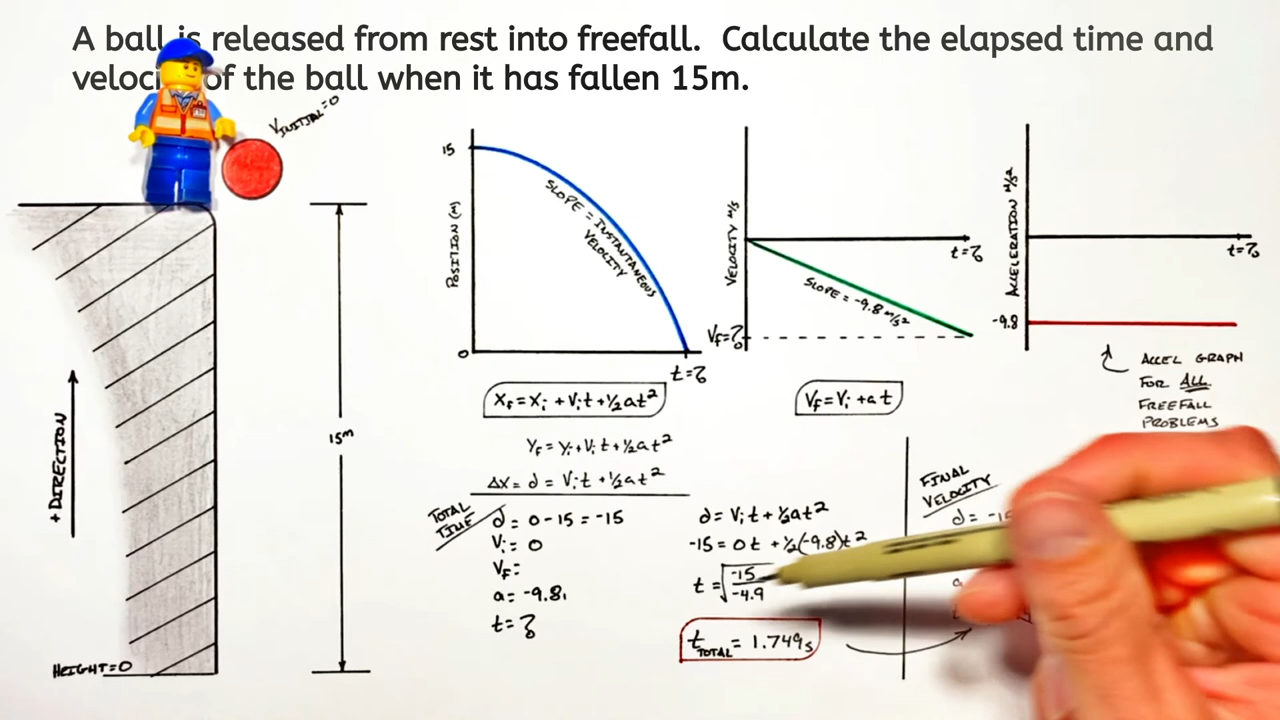 A ball is released from rest into freefall. Calculate the elapsed time and
of the ball when it has fallen 15m.
VINITIAL=0
+DIRECTION
HEIGHT=0
15m
15
POSITION (M)
0
SLOPE = INSTANTANEOUS
VELOCITY
t=?
VELOCITY M/S
t=?
SLOPE = -9.8 M/S²
VF=?
ACCELERATION M/S²
t=?
-9.8
ACCEL GRAPH
FOR ALL
FREEFALL
PROBLEMS
XF=Xi+Vit+½at²
YF=Yi+Vit+½at²
ΔX=d=Vit+½at²
TOTAL
TIME
d=0-15=-15
Vi=0
VF=
a=-9.81
t=?
VF=Vi+at
d=Vit+½at²
-15=0t+½(-9.8)t²
t=√-15/-4.9
tTOTAL=1.749s
FINAL
VELOCITY
d=-15